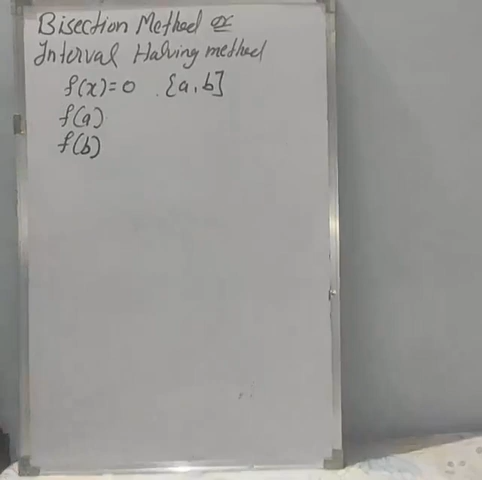 Bisection Method or
Interval Halving method
f(x)=0 . [a, b]
f(a)
f(b)